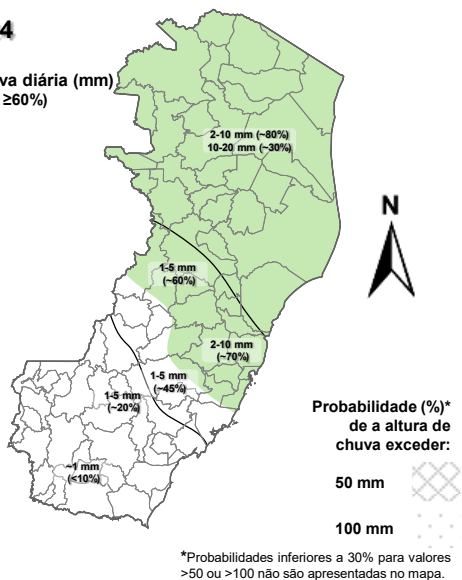 4
va diária (mm)
≥60%)
2-10 mm (~80%)
10-20 mm (~30%)
N
1-5 mm
(~60%)
2-10 mm
(~70%)
1-5 mm
(~45%)
1-5 mm
(~20%)
~1 mm
(<10%)
Probabilidade (%)*
de a altura de
chuva exceder:
50 mm
100 mm
*Probabilidades inferiores a 30% para valores
>50 ou >100 não são apresentadas no mapa.